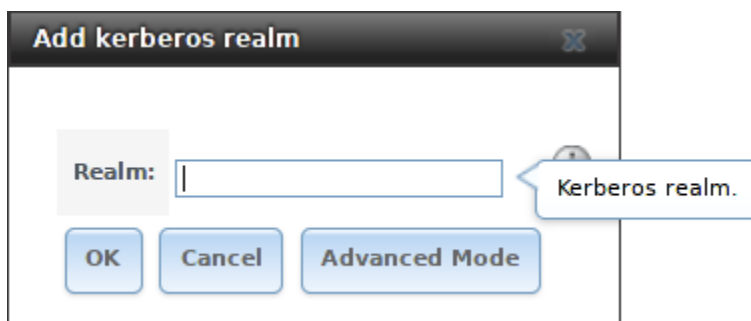 Add kerberos realm
Realm:
Kerberos realm.
OK Cancel Advanced Mode